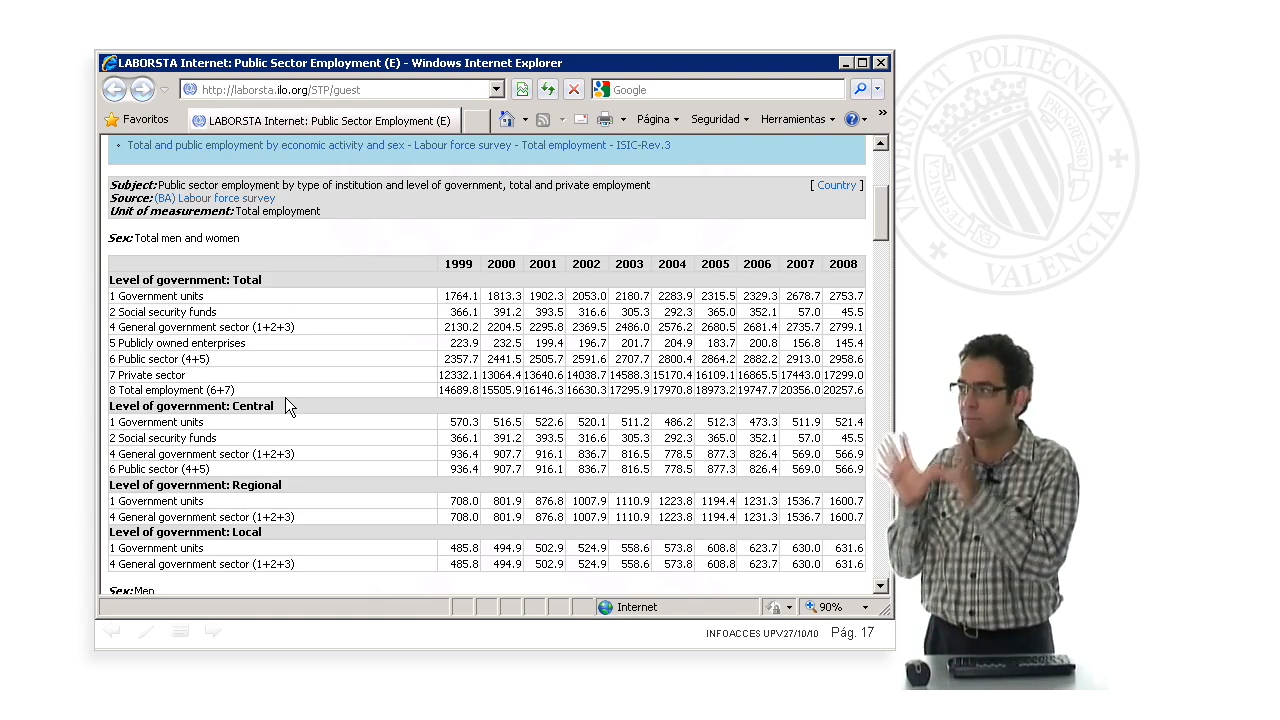 LABORSTA Internet: Public Sector Employment (E) - Windows Internet Explorer
http://laborsta.ilo.org/STP/guest
Google
Favoritos
LABORSTA Internet: Public Sector Employment (E)
Página
Seguridad
Herramientas
»
Total and public employment by economic activity and sex - Labour force survey - Total employment - ISIC-Rev.3
Subject: Public sector employment by type of institution and level of government, total and private employment [ Country ]
Source: (BA) Labour force survey
Unit of measurement: Total employment
Sex: Total men and women
1999 2000 2001 2002 2003 2004 2005 2006 2007 2008
Level of government: Total
1 Government units 1764.1 1813.3 1902.3 2053.0 2180.7 2283.9 2315.5 2329.3 2678.7 2753.7
2 Social security funds 366.1 391.2 393.5 316.6 305.3 292.3 365.0 352.1 57.0 45.5
4 General government sector (1+2+3) 2130.2 2204.5 2295.8 2369.5 2486.0 2576.2 2680.5 2681.4 2735.7 2799.1
5 Publicly owned enterprises 223.9 232.5 199.4 196.7 201.7 204.9 183.7 200.8 156.8 145.4
6 Public sector (4+5) 2357.7 2441.5 2505.7 2591.6 2707.7 2800.4 2864.2 2882.2 2913.0 2958.6
7 Private sector 12332.1 13064.4 13640.6 14038.7 14588.3 15170.4 16109.1 16865.5 17443.0 17299.0
8 Total employment (6+7) 14689.8 15505.9 16146.3 16630.3 17295.9 17970.8 18973.2 19747.7 20356.0 20257.6
Level of government: Central
1 Government units 570.3 516.5 522.6 520.1 511.2 486.2 512.3 473.3 511.9 521.4
2 Social security funds 366.1 391.2 393.5 316.6 305.3 292.3 365.0 352.1 57.0 45.5
4 General government sector (1+2+3) 936.4 907.7 916.1 836.7 816.5 778.5 877.3 826.4 569.0 566.9
6 Public sector (4+5) 936.4 907.7 916.1 836.7 816.5 778.5 877.3 826.4 569.0 566.9
Level of government: Regional
1 Government units 708.0 801.9 876.8 1007.9 1110.9 1223.8 1194.4 1231.3 1536.7 1600.7
4 General government sector (1+2+3) 708.0 801.9 876.8 1007.9 1110.9 1223.8 1194.4 1231.3 1536.7 1600.7
Level of government: Local
1 Government units 485.8 494.9 502.9 524.9 558.6 573.8 608.8 623.7 630.0 631.6
4 General government sector (1+2+3) 485.8 494.9 502.9 524.9 558.6 573.8 608.8 623.7 630.0 631.6
Sex: Men
Internet
90%
INFOACCES UPV27/10/10 Pág. 17
UNIVERSITAT POLITÈCNICA
VALÈNCIA